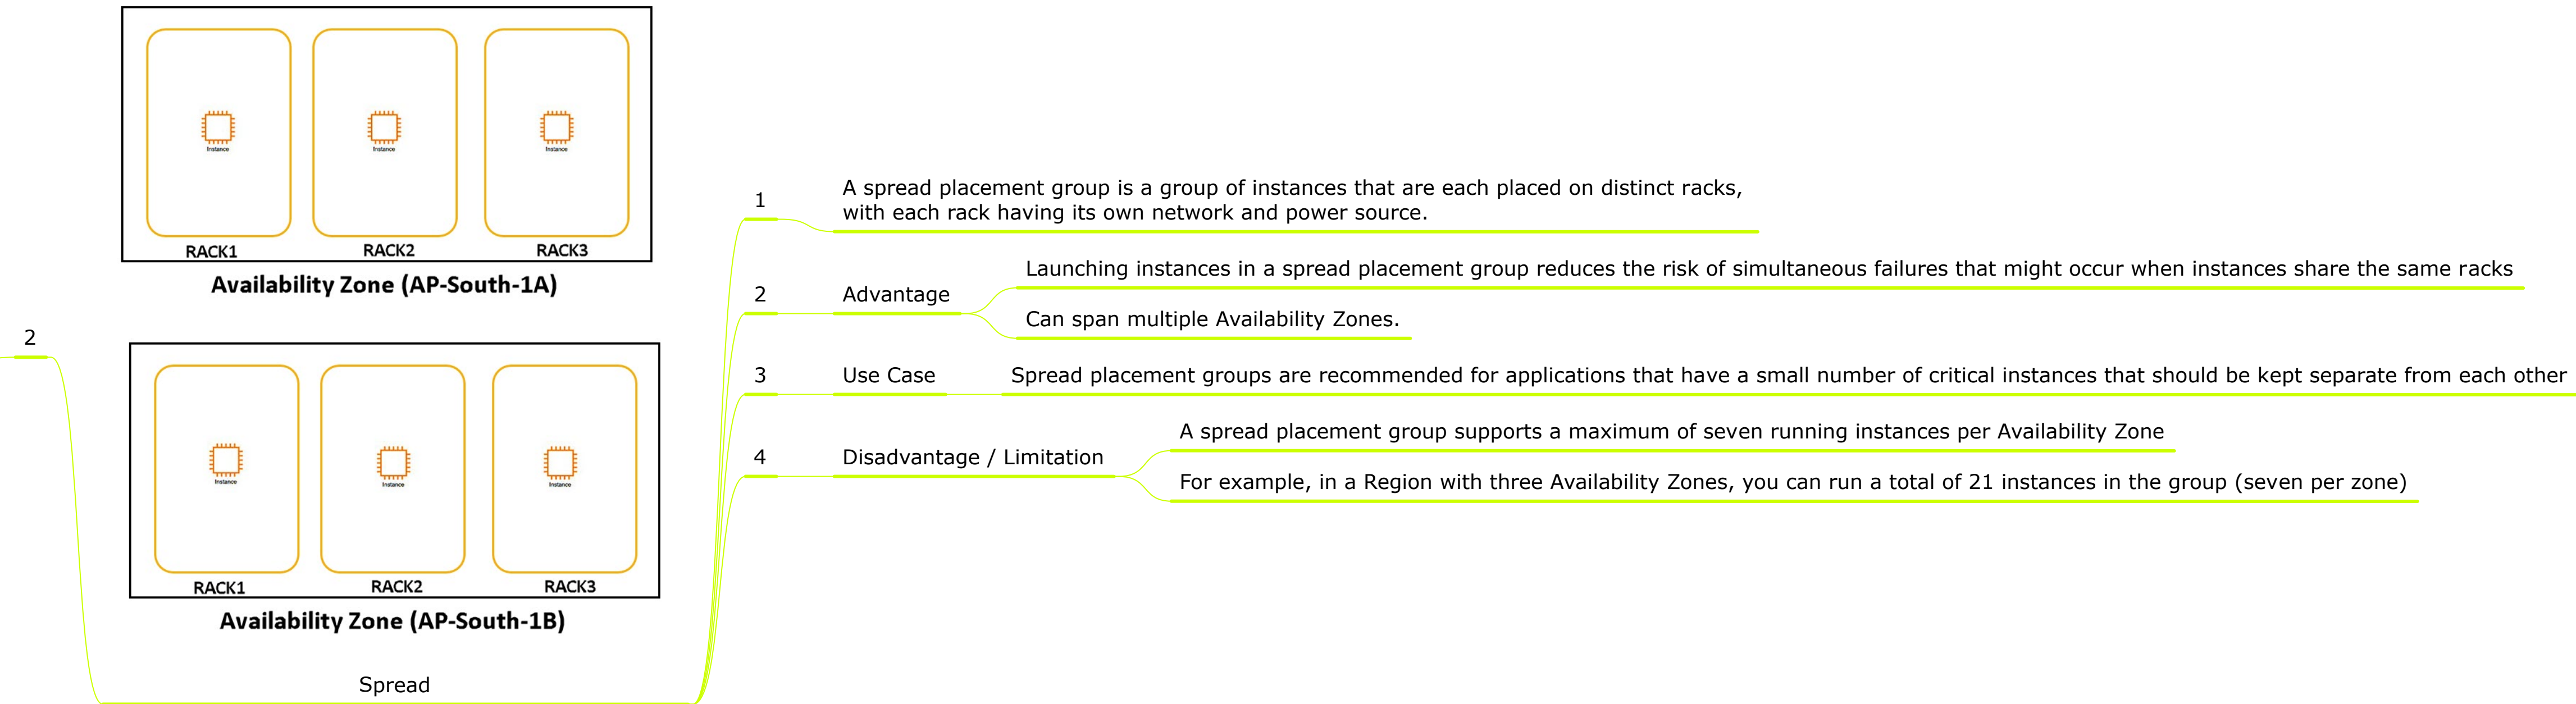 2
Instance
Instance
Instance
RACK1
RACK2
RACK3
Availability Zone (AP-South-1A)
Instance
Instance
Instance
RACK1
RACK2
RACK3
Availability Zone (AP-South-1B)
Spread
1
A spread placement group is a group of instances that are each placed on distinct racks,
with each rack having its own network and power source.
2
Advantage
Launching instances in a spread placement group reduces the risk of simultaneous failures that might occur when instances share the same racks
Can span multiple Availability Zones.
3
Use Case
Spread placement groups are recommended for applications that have a small number of critical instances that should be kept separate from each other
4
Disadvantage / Limitation
A spread placement group supports a maximum of seven running instances per Availability Zone
For example, in a Region with three Availability Zones, you can run a total of 21 instances in the group (seven per zone)